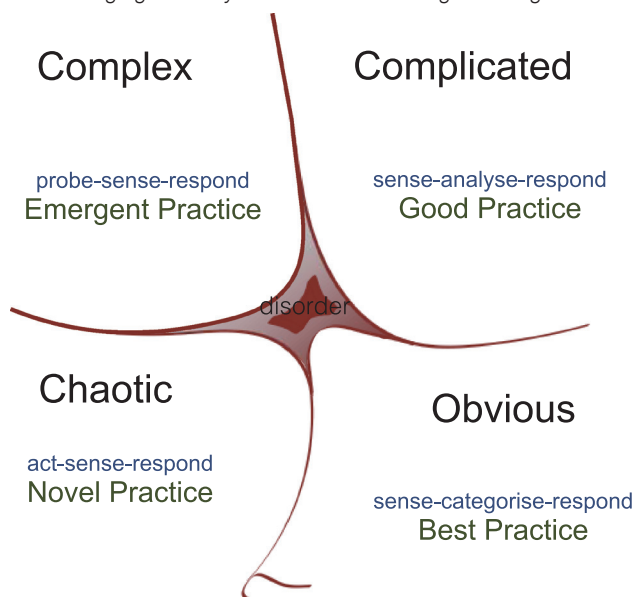 Complex
Complicated
probe-sense-respond
Emergent Practice
sense-analyse-respond
Good Practice
disorder
Chaotic
Obvious
act-sense-respond
Novel Practice
sense-categorise-respond
Best Practice